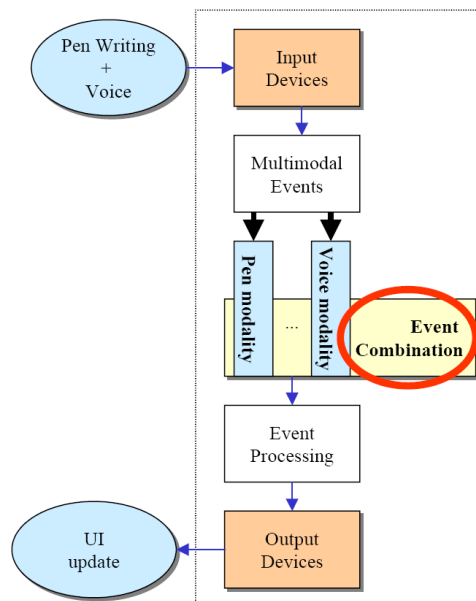 Pen Writing
+
Voice
Input
Devices
Multimodal
Events
Pen modality
...
Voice modality
Event
Combination
Event
Processing
UI
update
Output
Devices